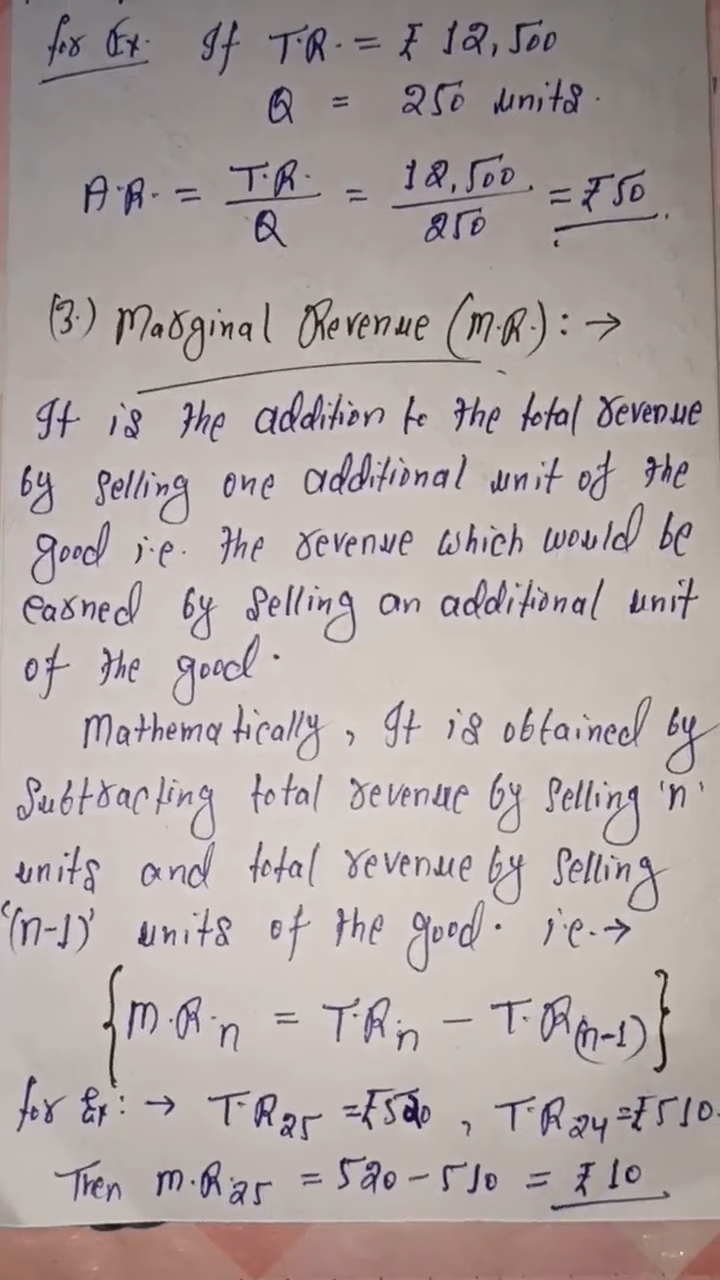 for Ex. If T.R. = ₹ 12,500
Q = 250 units.
A.R. = T.R. / Q = 12,500 / 250 = ₹50.
(3.) Marginal Revenue (M.R.) : →
It is the addition to the total revenue
by selling one additional unit of the
good i.e. the revenue which would be
earned by selling an additional unit
of the good.
Mathematically, It is obtained by
Subtracting total revenue by selling 'n'
units and total revenue by selling
'(n-1)' units of the good. i.e. →
{M.R.n = T.Rn - T.R(n-1)}
for Ex: → T.R25 = ₹520, T.R24 = ₹510.
Then M.R25 = 520 - 510 = ₹10